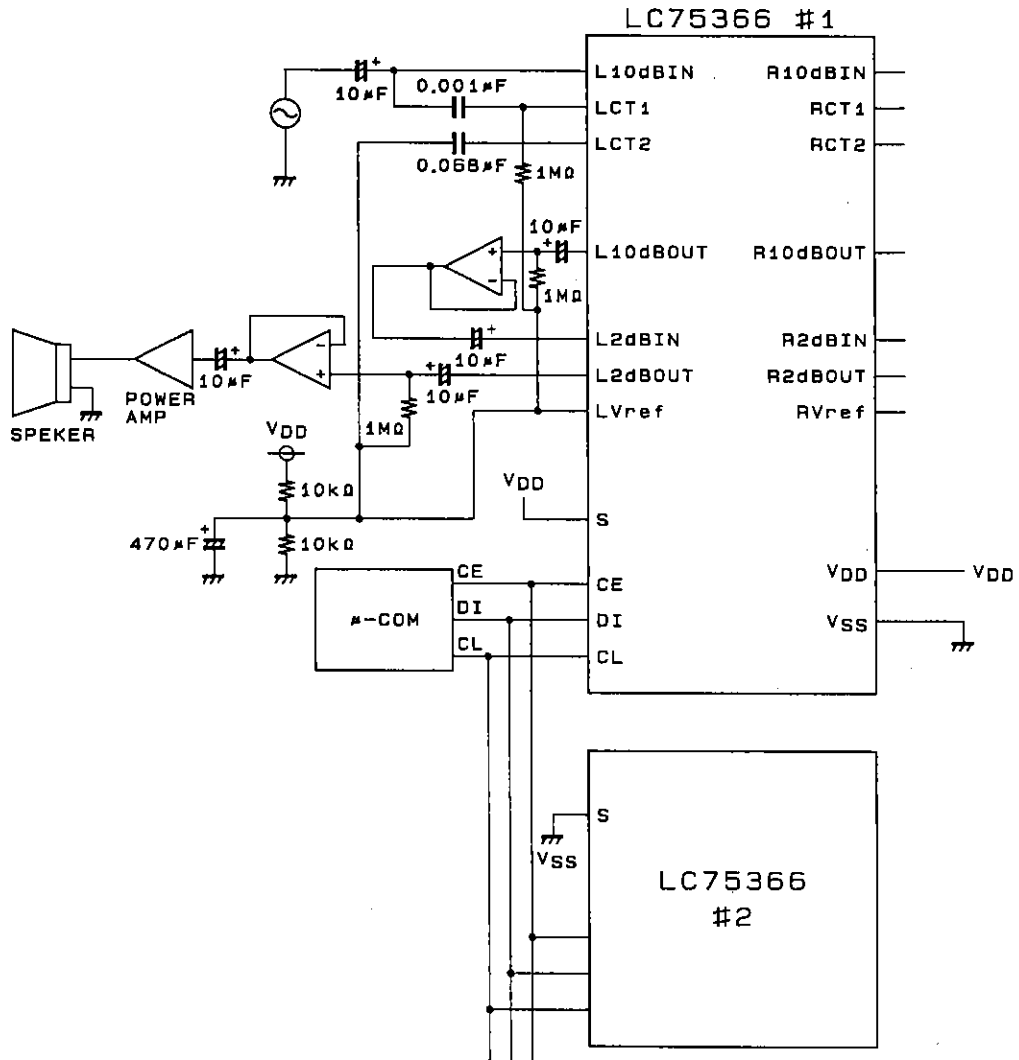 LC75366 #1
L10dBIN
R10dBIN
10μF
0.001μF
LCT1
RCT1
LCT2
RCT2
0.068μF
1MΩ
10μF
L10dBOUT
R10dBOUT
1MΩ
L2dBIN
R2dBIN
10μF
10μF
L2dBOUT
R2dBOUT
10μF
POWER
AMP
LVref
RVref
1MΩ
SPEKER
VDD
10kΩ
VDD
S
470μF
10kΩ
CE
CE
VDD
VDD
μ-COM
DI
DI
VSS
CL
CL
S
VSS
LC75366
#2